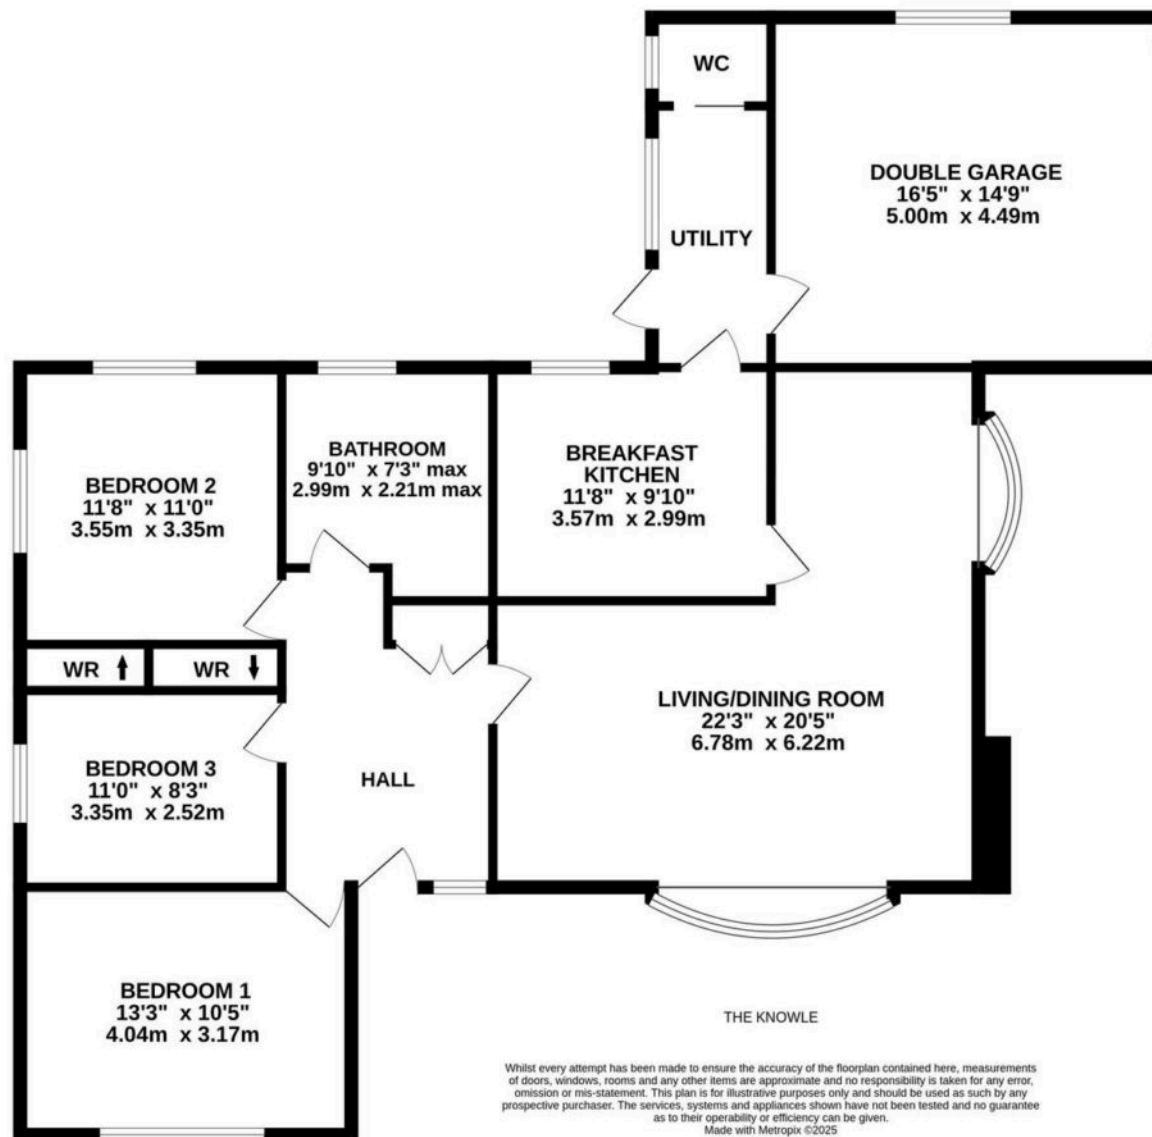 WC
DOUBLE GARAGE
16'5" x 14'9"
5.00m x 4.49m
UTILITY
BEDROOM 2
11'8" x 11'0"
3.55m x 3.35m
BATHROOM
9'10" x 7'3" max
2.99m x 2.21m max
BREAKFAST
KITCHEN
11'8" x 9'10"
3.57m x 2.99m
WR
WR
LIVING/DINING ROOM
22'3" x 20'5"
6.78m x 6.22m
BEDROOM 3
11'0" x 8'3"
3.35m x 2.52m
HALL
BEDROOM 1
13'3" x 10'5"
4.04m x 3.17m
THE KNOWLE
Whilst every attempt has been made to ensure the accuracy of the floorplan contained here, measurements
of doors, windows, rooms and any other items are approximate and no responsibility is taken for any error,
omission or mis-statement. This plan is for illustrative purposes only and should be used as such by any
prospective purchaser. The services, systems and appliances shown have not been tested and no guarantee
as to their operability or efficiency can be given.
Made with Metropix ©2025